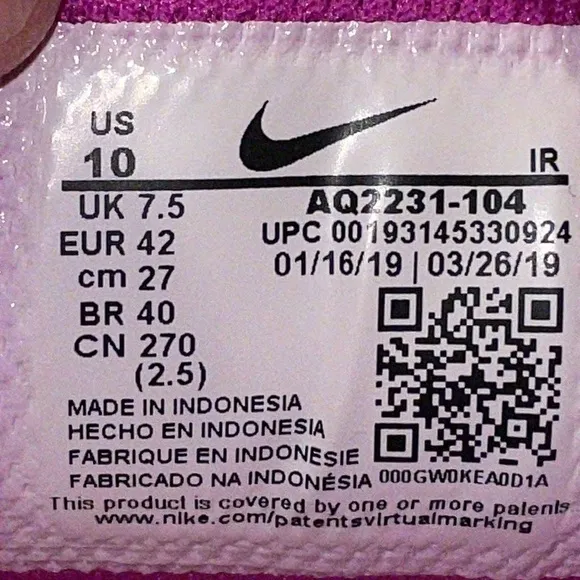 US
10
IR
UK 7.5
AQ2231-104
EUR 42
UPC 00193145330924
cm 27
01/16/19 | 03/26/19
BR 40
CN 270
(2.5)
MADE IN INDONESIA
HECHO EN INDONESIA
FABRIQUE EN INDONESIE
FABRICADO NA INDONÉSIA
000GW0KEA0D1A
This product is covered by one or more patents
www.nike.com/patentsvirtualmarking